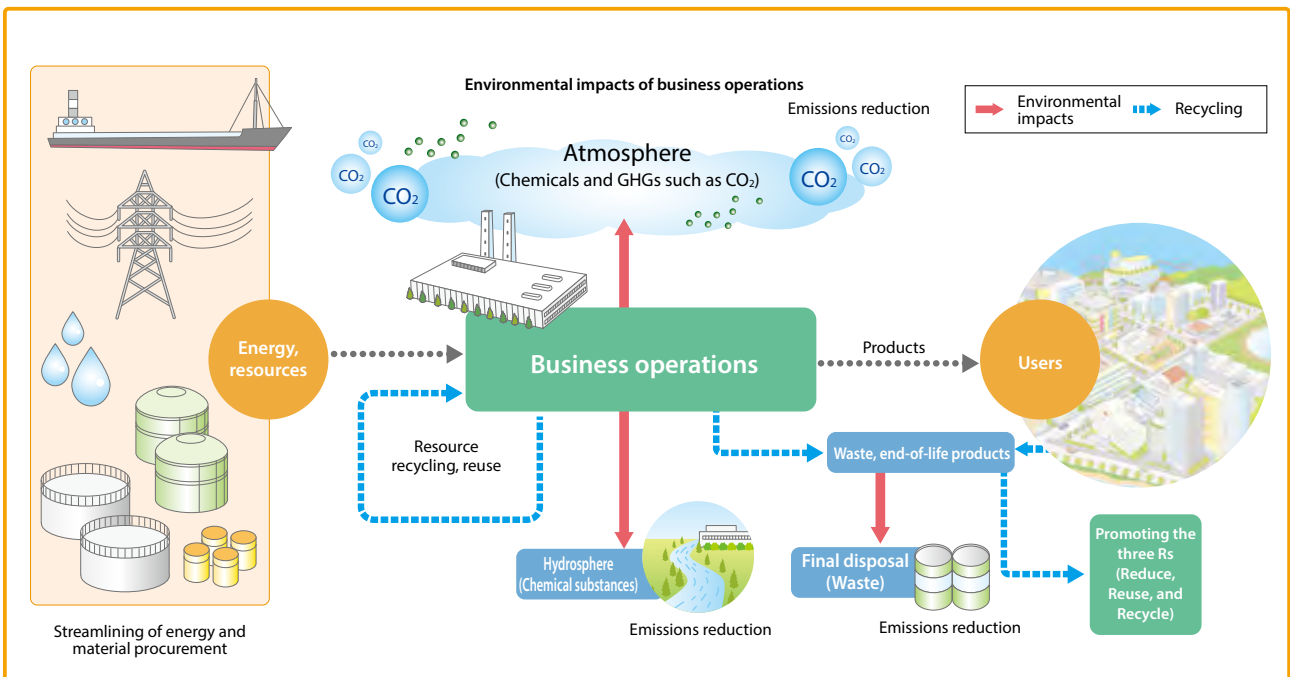 Environmental impacts of business operations
Emissions reduction
Environmental
impacts
Recycling
CO₂
CO₂
CO₂
Atmosphere
(Chemicals and GHGs such as CO₂)
CO₂
CO₂
CO₂
Energy,
resources
Business operations
Products
Users
Resource
recycling, reuse
Waste, end-of-life products
Hydrosphere
(Chemical substances)
Emissions reduction
Final disposal
(Waste)
Emissions reduction
Promoting the
three Rs
(Reduce,
Reuse, and
Recycle)
Streamlining of energy and
material procurement